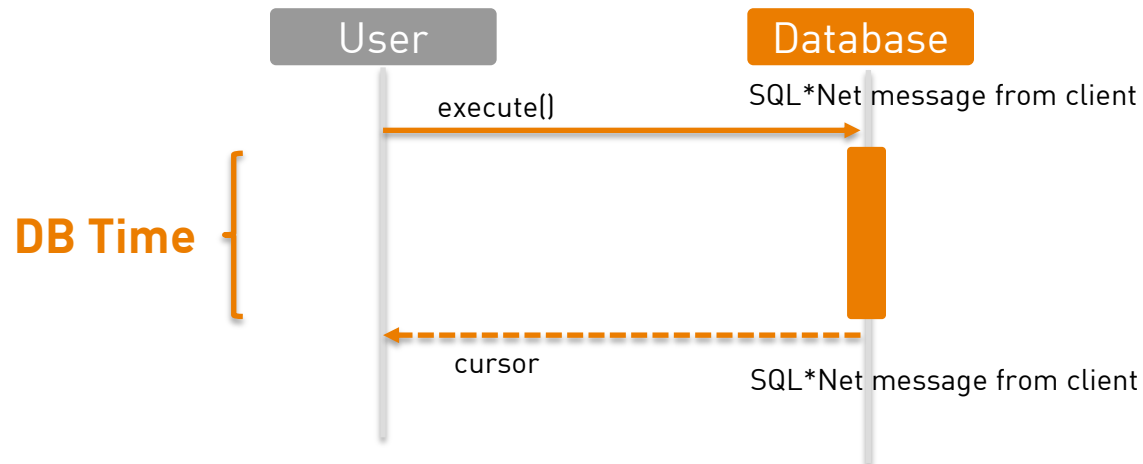 User
Database
SQL*Net message from client
execute()
DB Time
cursor
SQL*Net message from client